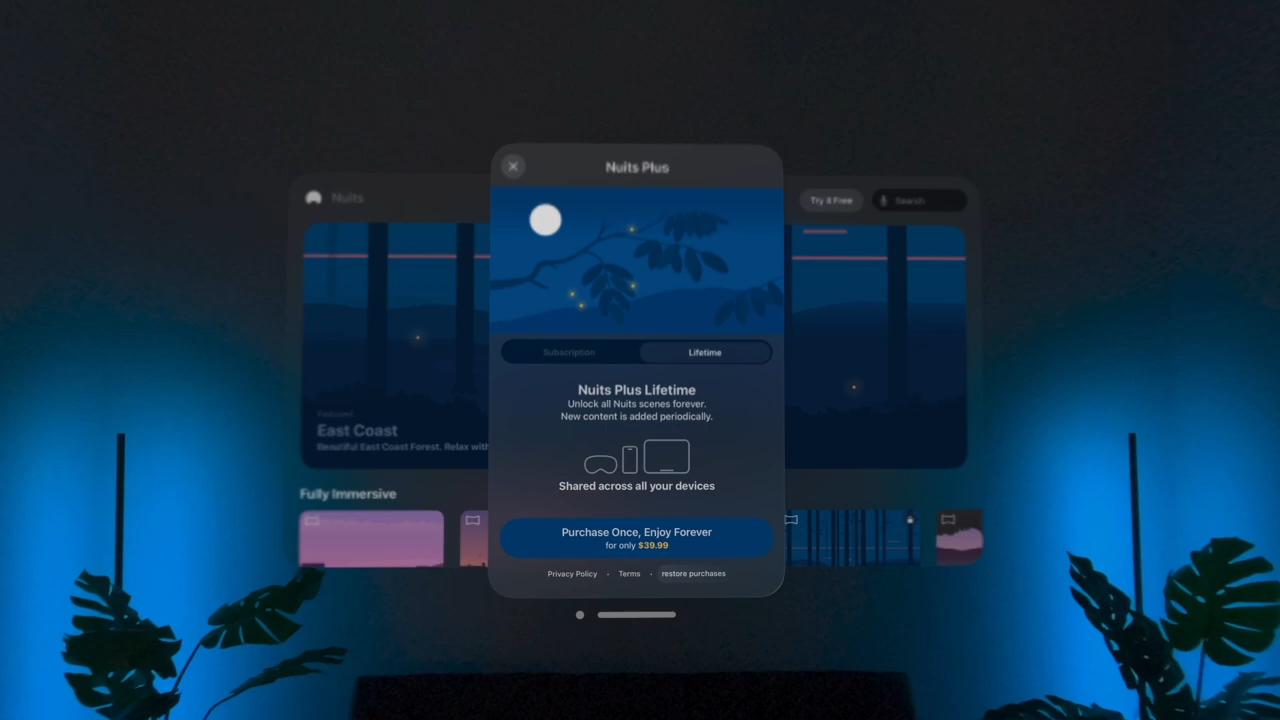 Nuits Plus
Nuits
Try it Free
Search
Subscription
Lifetime
Featured
East Coast
Beautiful East Coast Forest. Relax with
Nuits Plus Lifetime
Unlock all Nuits scenes forever.
New content is added periodically.
Shared across all your devices
Fully Immersive
Purchase Once, Enjoy Forever
for only $39.99
Privacy Policy · Terms · restore purchases